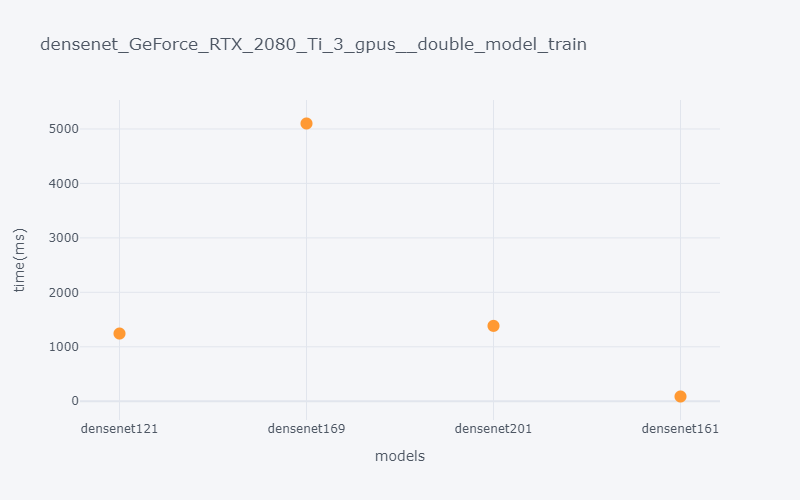 densenet_GeForce_RTX_2080_Ti_3_gpus__double_model_train
5000
4000
3000
2000
1000
0
time(ms)
densenet121 densenet169 densenet201 densenet161
models